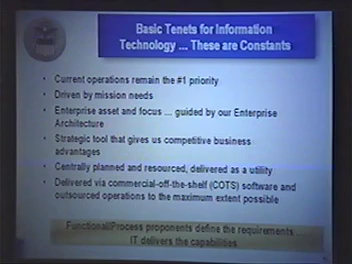 Basic Tenets for Information
Technology ... These are Constants
• Current operations remain the #1 priority
• Driven by mission needs
• Enterprise asset and focus ... guided by our Enterprise
Architecture
• Strategic tool that gives us competitive business
advantages
• Centrally planned and resourced, delivered as a utility
• Delivered via commercial-off-the-shelf (COTS) software and
outsourced operations to the maximum extent possible
Functional/Process proponents define the requirements ...
IT delivers the capabilities